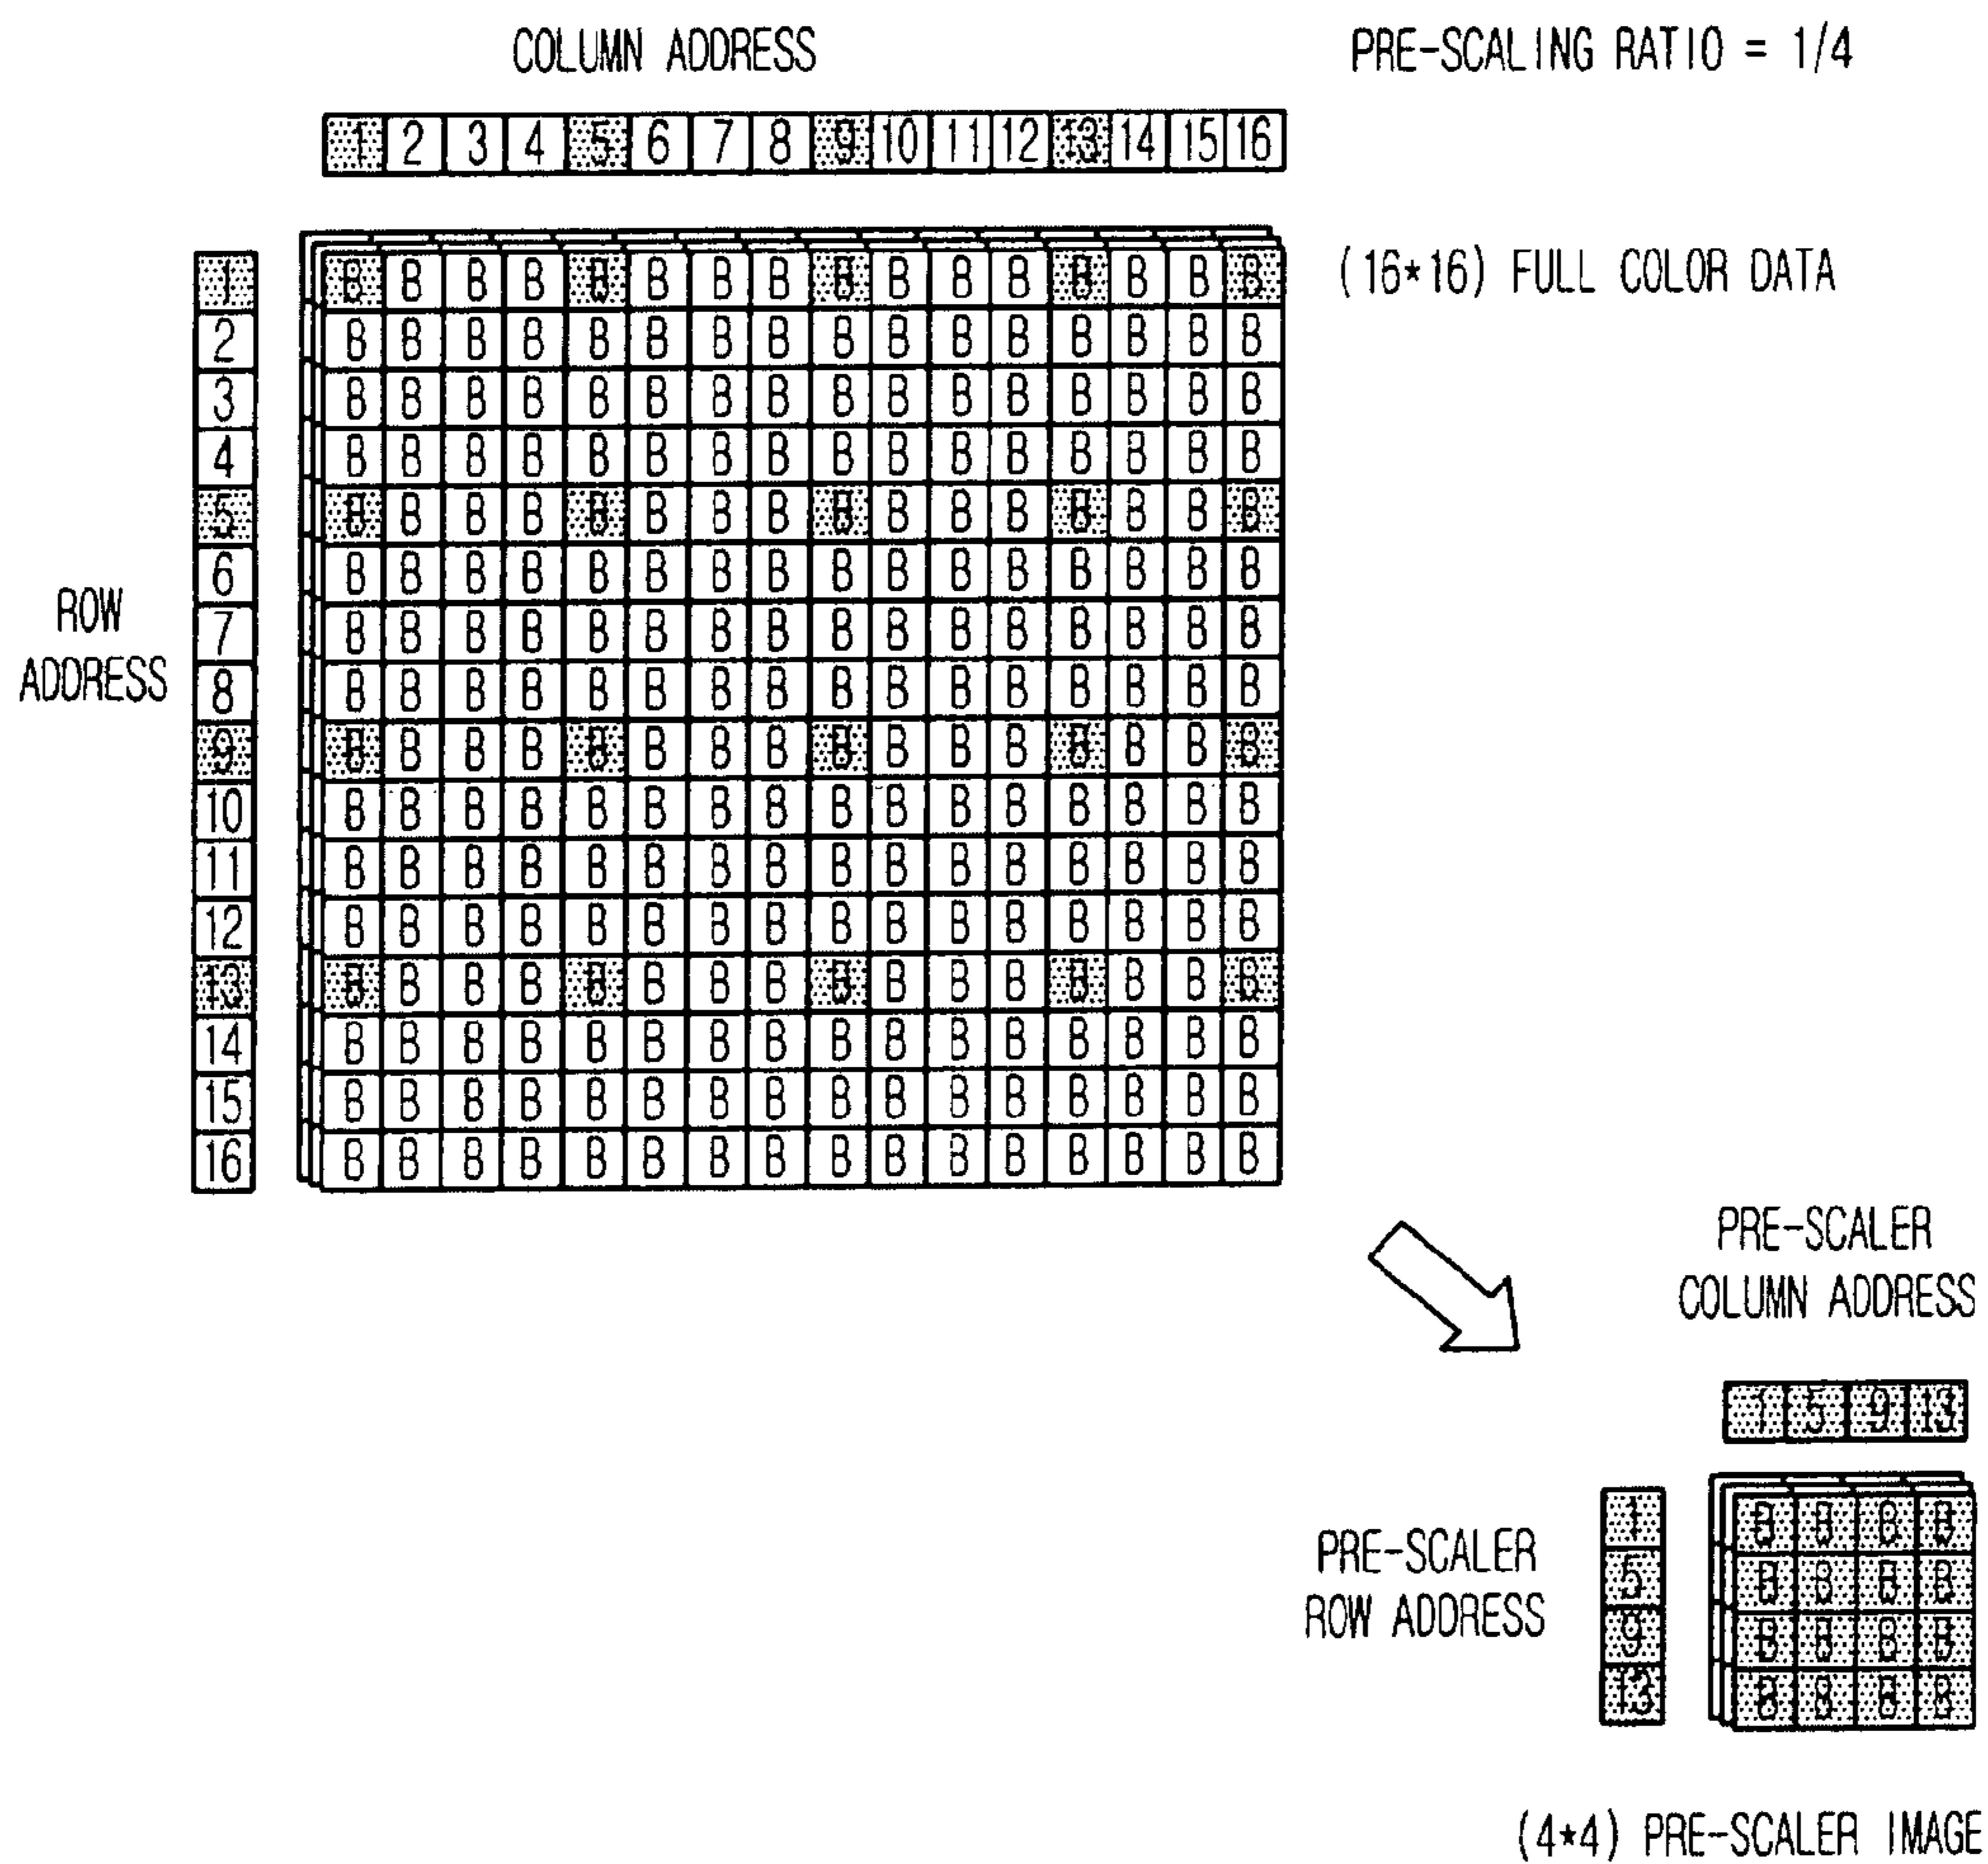 COLUMN ADDRESS
PRE-SCALING RATIO = 1/4
1 2 3 4 5 6 7 8 9 10 11 12 13 14 15 16
(16*16) FULL COLOR DATA
ROW
ADDRESS
1 B B B B B B B B B B B B B B B B
2 B B B B B B B B B B B B B B B B
3 B B B B B B B B B B B B B B B B
4 B B B B B B B B B B B B B B B B
5 B B B B B B B B B B B B B B B B
6 B B B B B B B B B B B B B B B B
7 B B B B B B B B B B B B B B B B
8 B B B B B B B B B B B B B B B B
9 B B B B B B B B B B B B B B B B
10 B B B B B B B B B B B B B B B B
11 B B B B B B B B B B B B B B B B
12 B B B B B B B B B B B B B B B B
13 B B B B B B B B B B B B B B B B
14 B B B B B B B B B B B B B B B B
15 B B B B B B B B B B B B B B B B
16 B B B B B B B B B B B B B B B B
PRE-SCALER
COLUMN ADDRESS
1 5 9 13
PRE-SCALER
ROW ADDRESS
1 B B B B
5 B B B B
9 B B B B
13 B B B B
(4*4) PRE-SCALER IMAGE